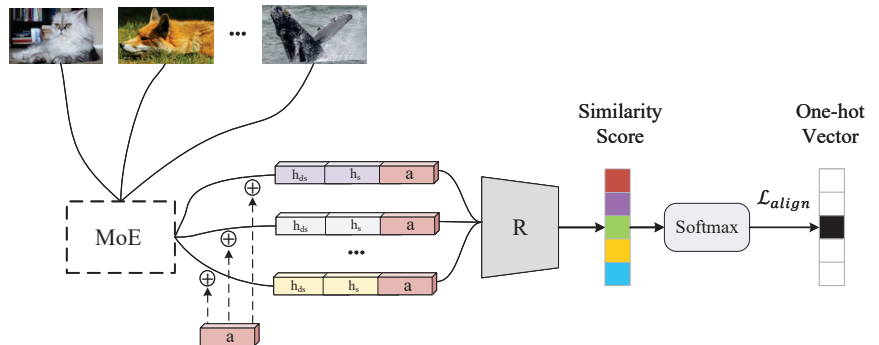 ...
Similarity
Score
One-hot
Vector
h_ds h_s a
MoE
h_ds h_s a
...
h_ds h_s a
a
R
Softmax
ℒ_align